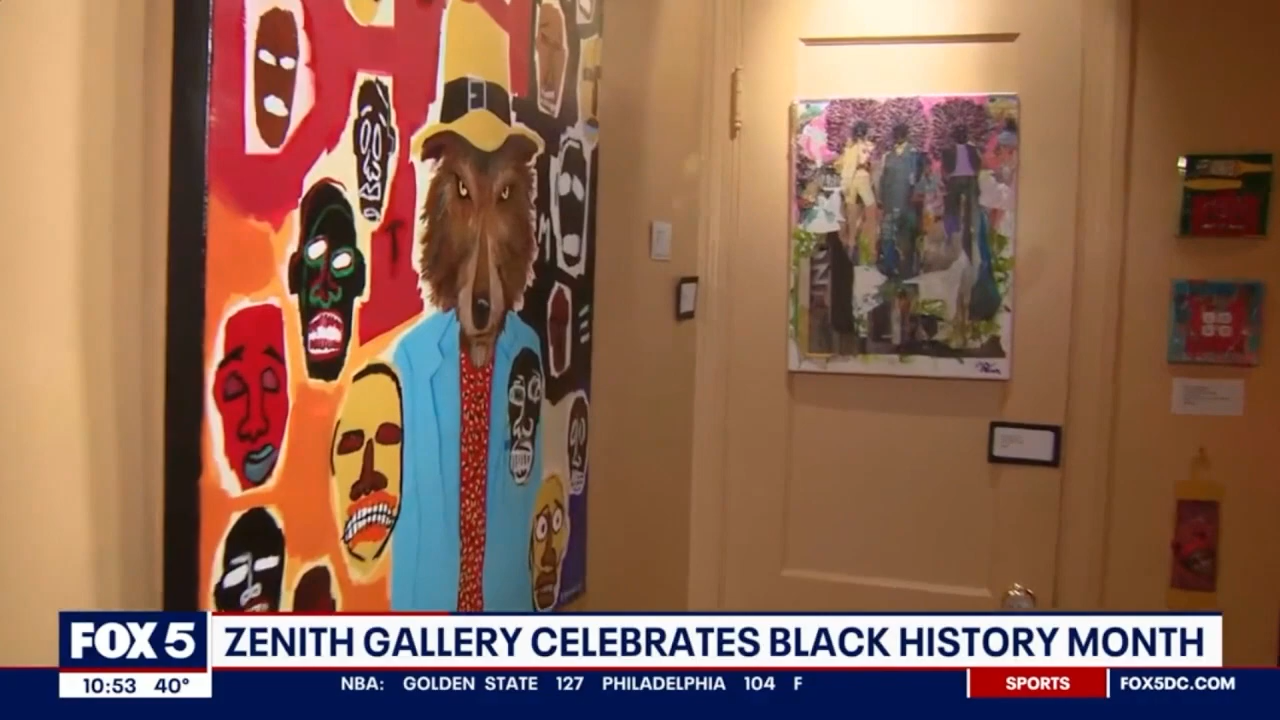 FOX 5
ZENITH GALLERY CELEBRATES BLACK HISTORY MONTH
10:53 40°
NBA: GOLDEN STATE 127 PHILADELPHIA 104 F
SPORTS
FOX5DC.COM